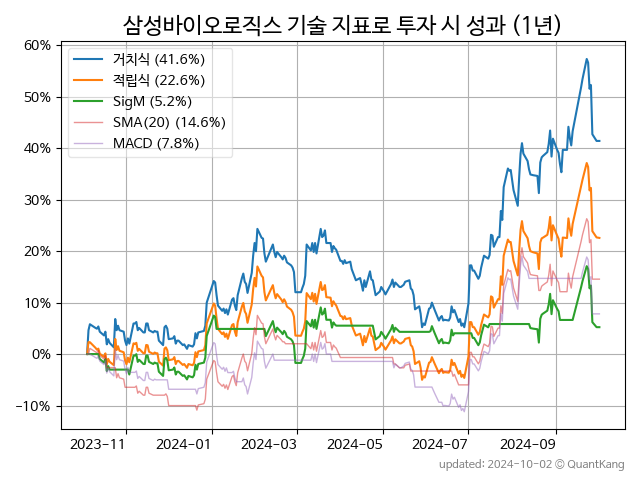 삼성바이오로직스 기술 지표로 투자 시 성과 (1년)
60%
50%
40%
30%
20%
10%
0%
−10%
거치식 (41.6%)
적립식 (22.6%)
SigM (5.2%)
SMA(20) (14.6%)
MACD (7.8%)
2023−11 2024−01 2024−03 2024−05 2024−07 2024−09
updated: 2024-10-02 © QuantKang